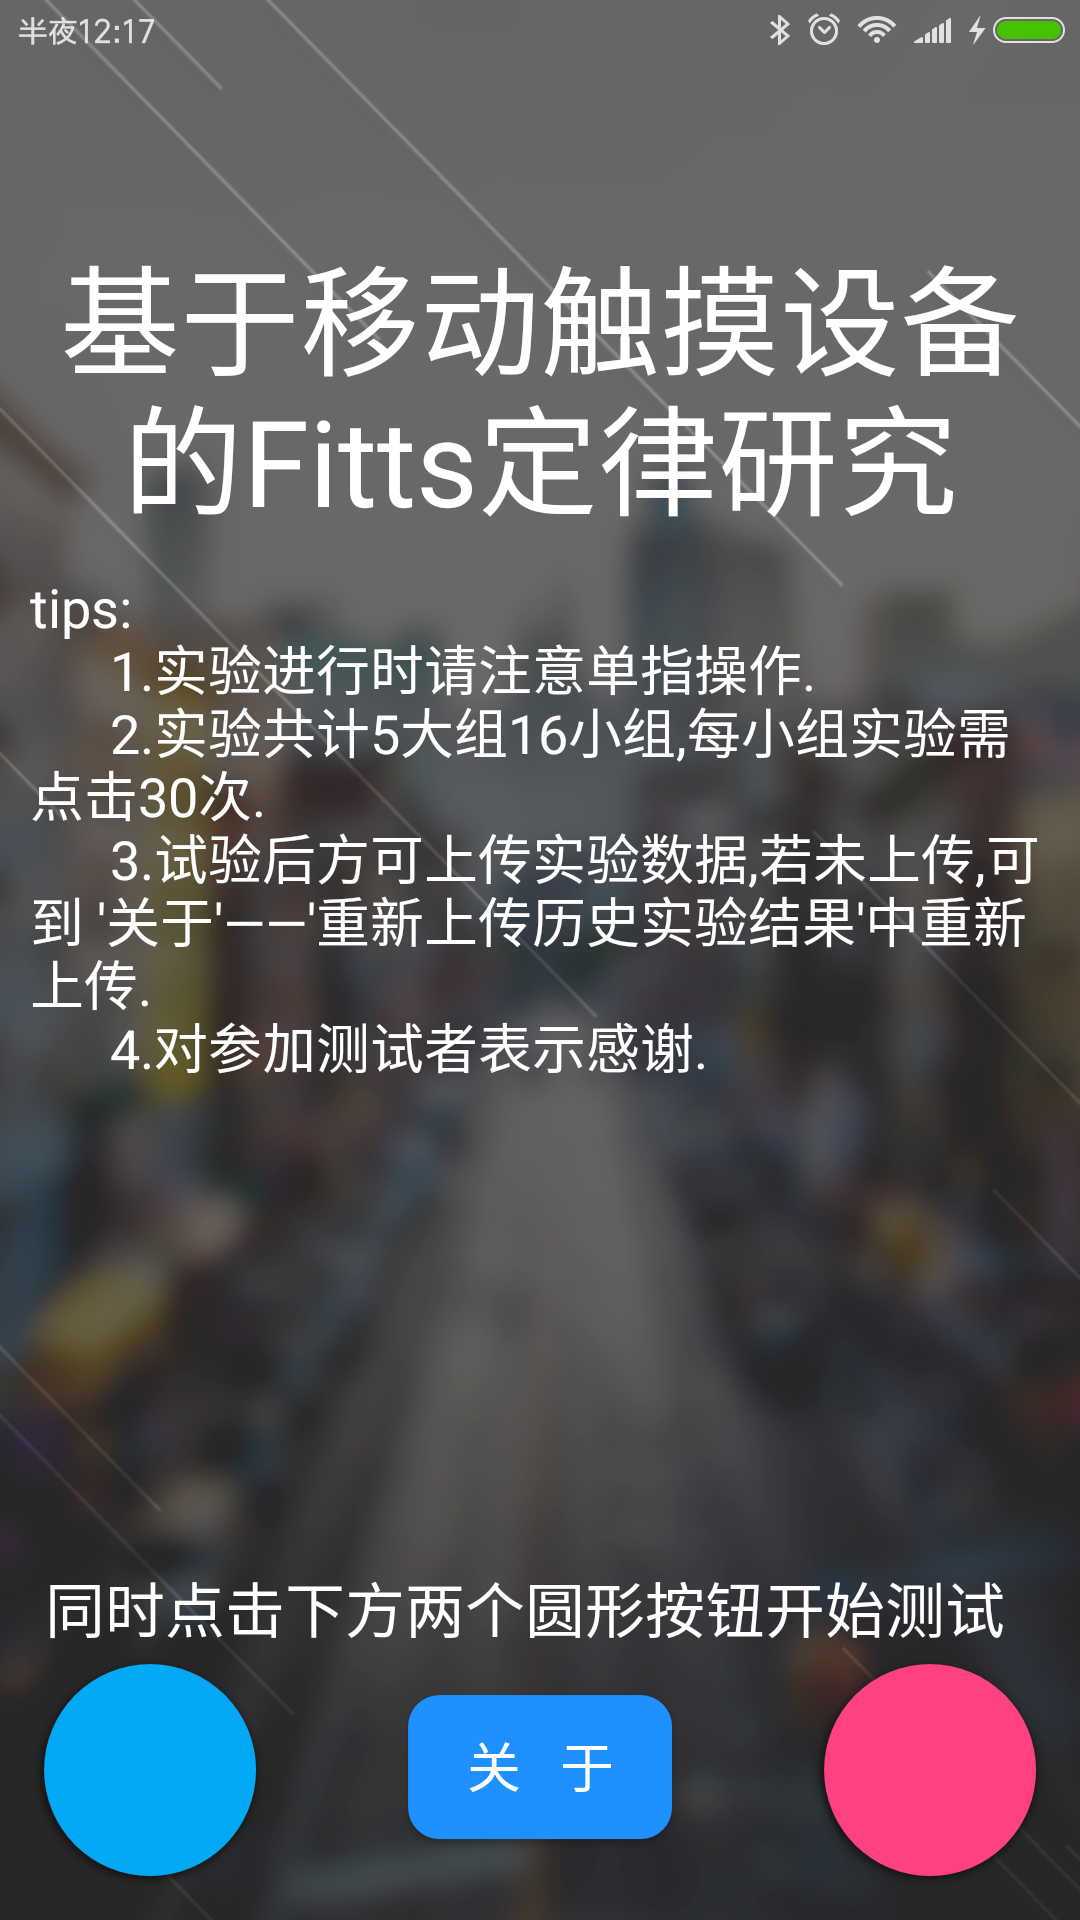 半夜12:17
基于移动触摸设备
的Fitts定律研究
tips:
1.实验进行时请注意单指操作.
2.实验共计5大组16小组,每小组实验需
点击30次.
3.试验后方可上传实验数据,若未上传,可
到 '关于'——'重新上传历史实验结果'中重新
上传.
4.对参加测试者表示感谢.
同时点击下方两个圆形按钮开始测试
关 于